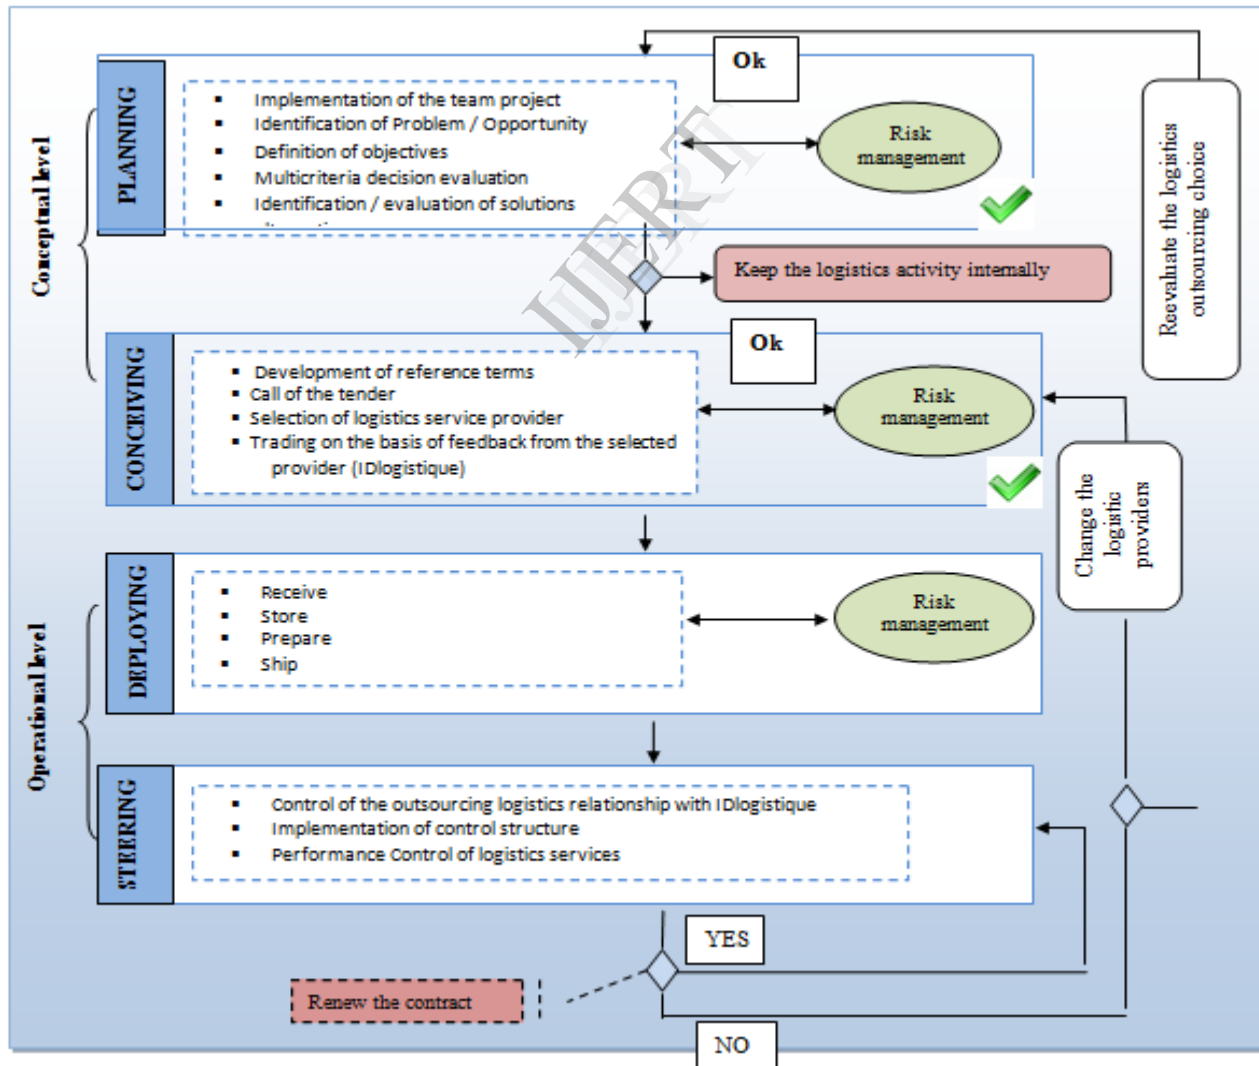 Ok
PLANNING
Implementation of the team project
Identification of Problem / Opportunity
Definition of objectives
Multicriteria decision evaluation
Identification / evaluation of solutions
Risk
management
Conceptual level
Reevaluate the logistics
outsourcing choice
IJERT
Keep the logistics activity internally
Ok
CONCEIVING
Development of reference terms
Call of the tender
Selection of logistics service provider
Trading on the basis of feedback from the selected
provider (IDlogistique)
Risk
management
Change the
logistic
providers
Operational level
DEPLOYING
Receive
Store
Prepare
Ship
Risk
management
STEERING
Control of the outsourcing logistics relationship with IDlogistique
Implementation of control structure
Performance Control of logistics services
YES
Renew the contract
NO